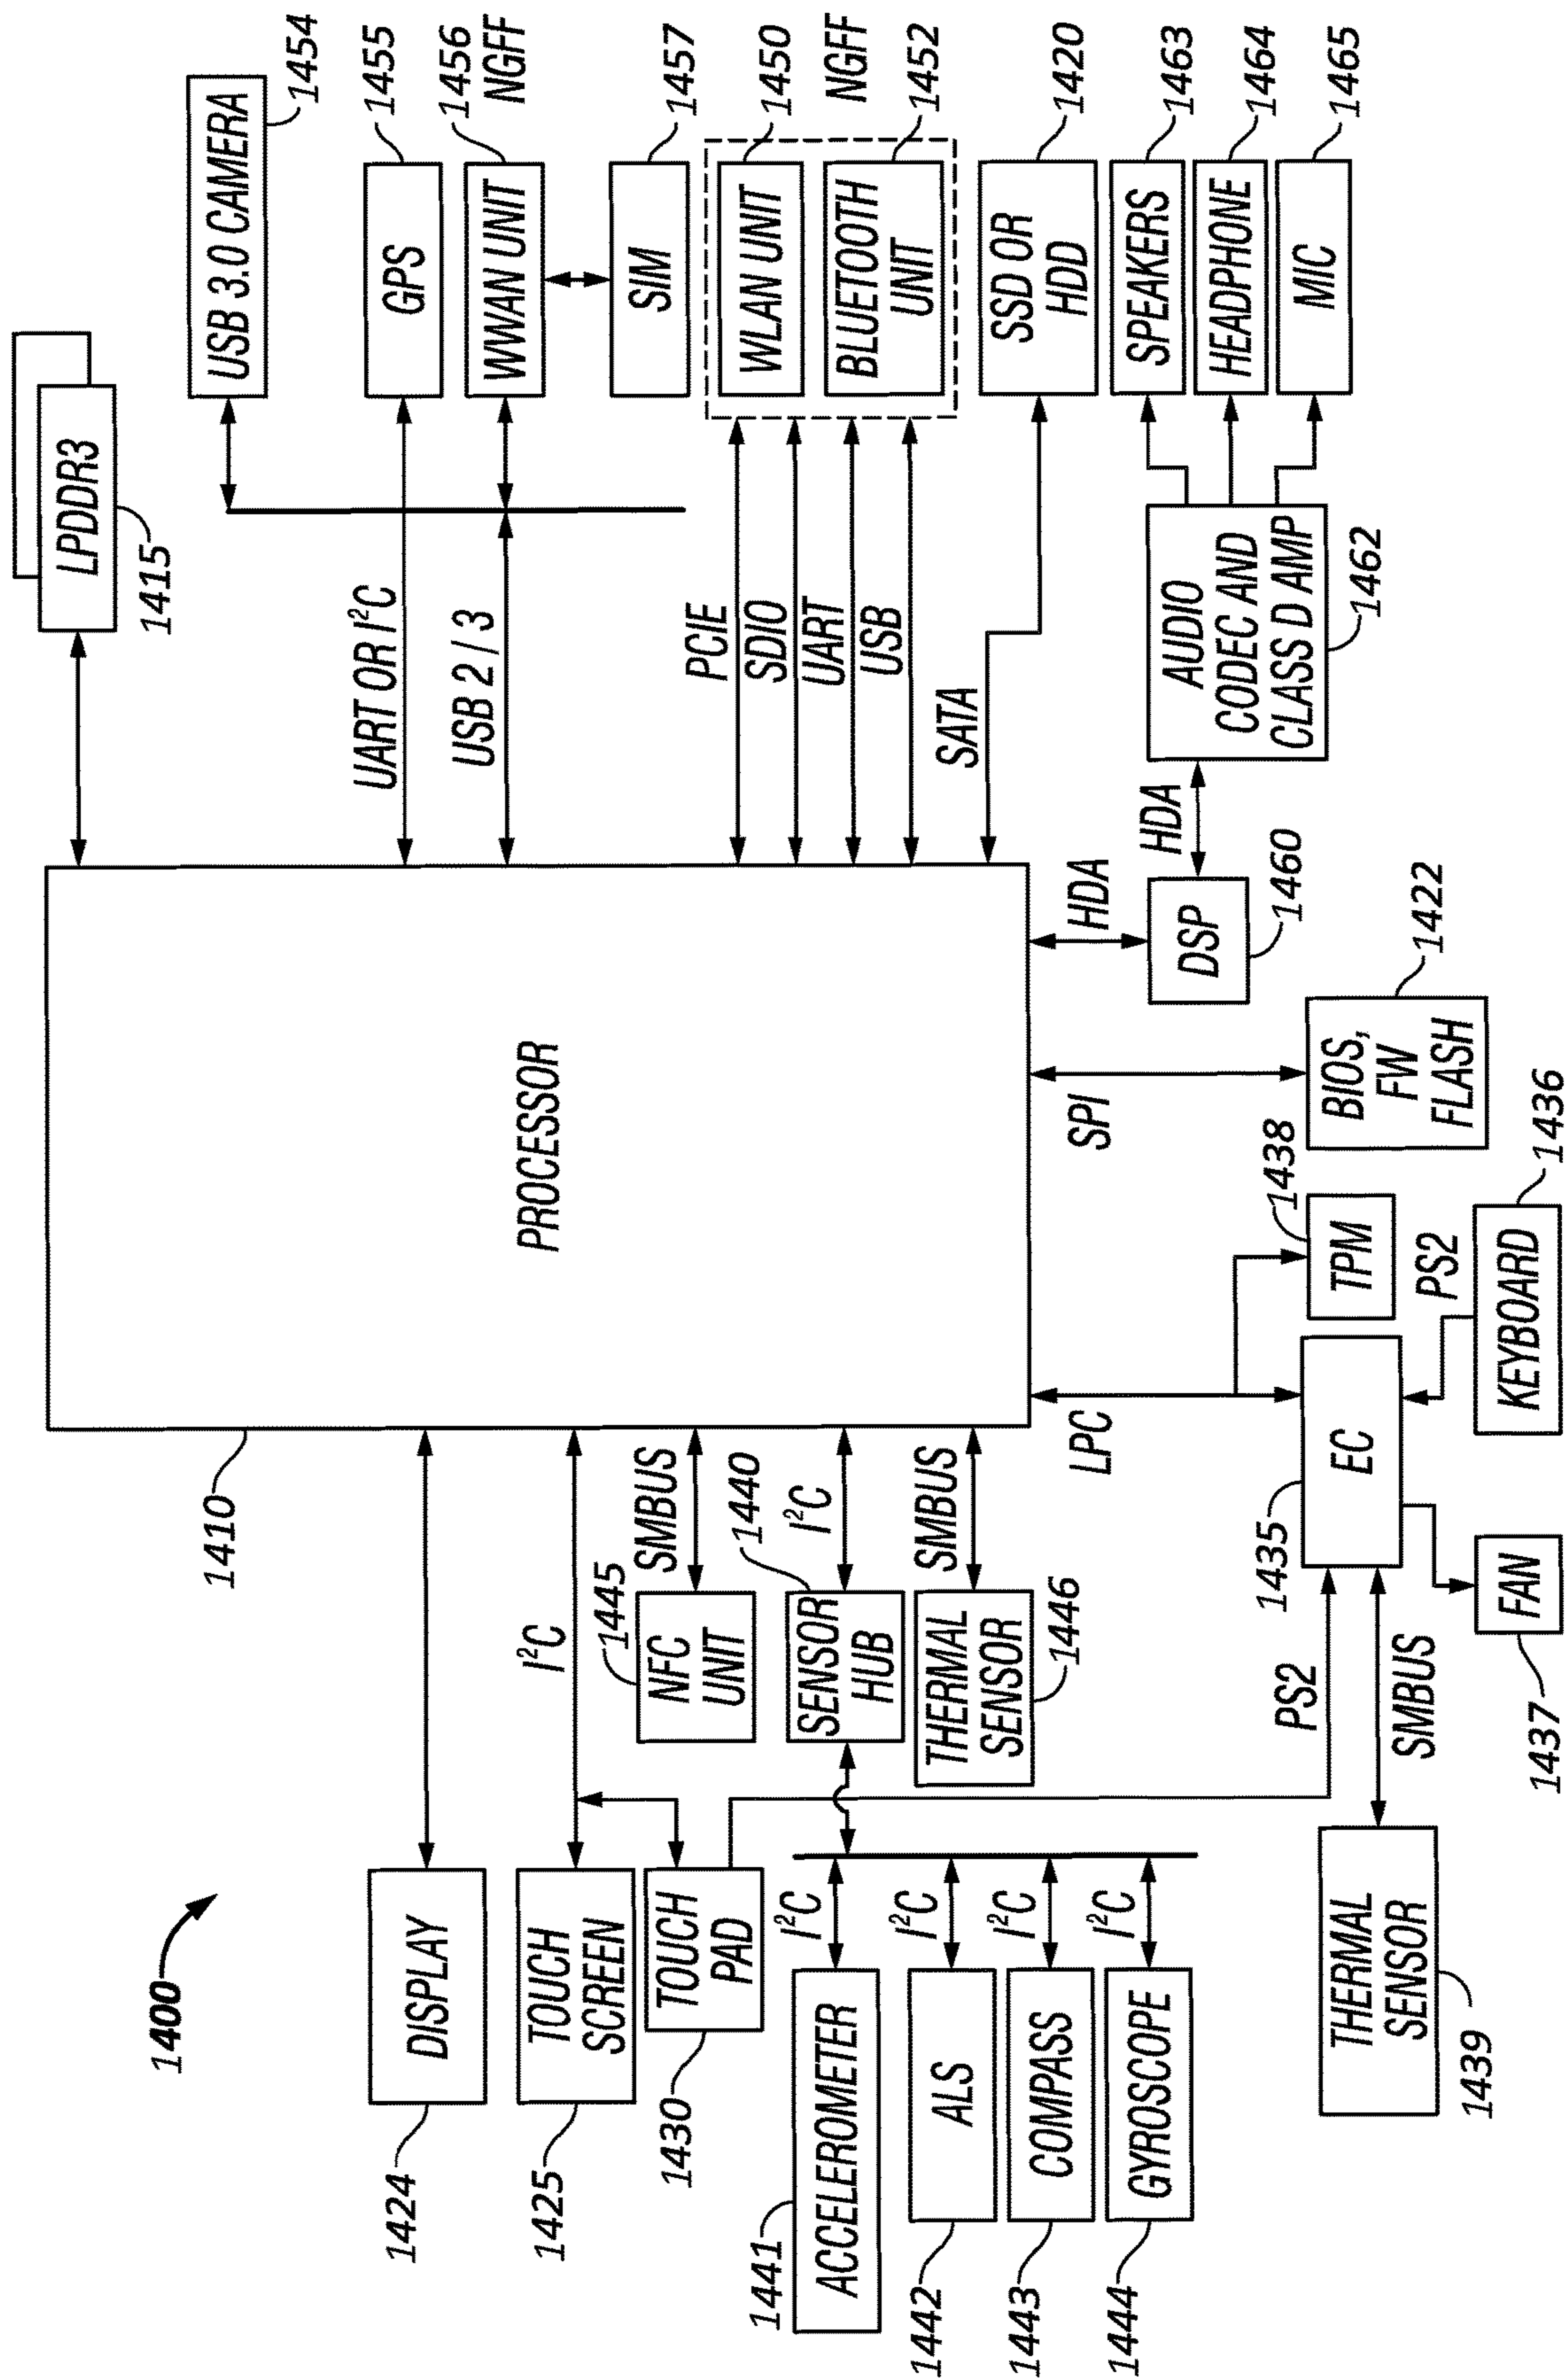 1400
1424
DISPLAY
1425
TOUCH
SCREEN
1430
TOUCH
PAD
1441
ACCELEROMETER
I²C
1442
ALS
I²C
1443
COMPASS
I²C
1444
GYROSCOPE
I²C
1439
THERMAL
SENSOR
1410
PROCESSOR
I²C
1445
NFC
UNIT
SMBUS
1440
SENSOR
HUB
I²C
THERMAL
SENSOR
1446
SMBUS
LPC
1435
EC
PS2
SMBUS
1437
FAN
1438
TPM
PS2
KEYBOARD
1436
SPI
BIOS,
FW
FLASH
1422
HDA
DSP
1460
HDA
AUDIO
CODEC AND
CLASS D AMP
1462
LPDDR3
1415
USB 3.0 CAMERA
1454
UART OR I²C
GPS
1455
USB 2 / 3
WWAN UNIT
1456
NGFF
SIM
1457
PCIE
SDIO
UART
USB
WLAN UNIT
1450
NGFF
BLUETOOTH
UNIT
1452
SATA
SSD OR
HDD
1420
SPEAKERS
1463
HEADPHONE
1464
MIC
1465